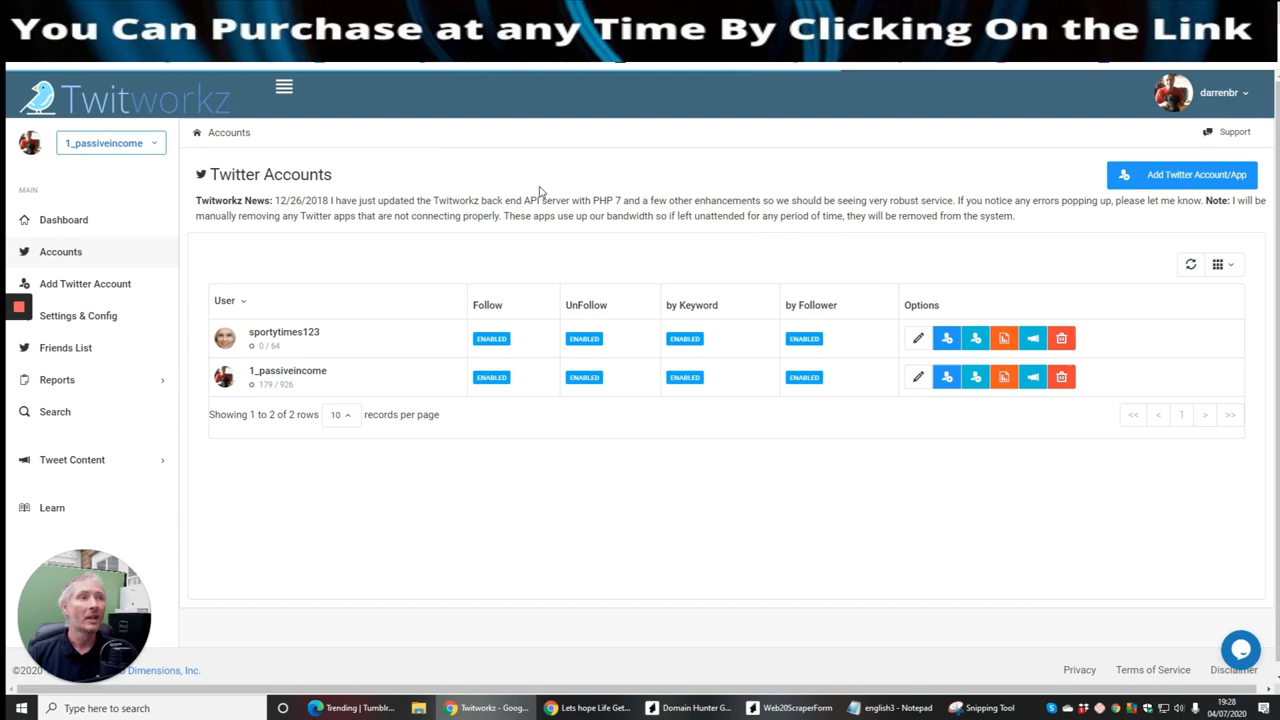 You Can Purchase at any Time By Clicking On the Link
Twitworkz
darrenbr
1_passiveincome
Accounts
Support
MAIN
Twitter Accounts
Add Twitter Account/App
Twitworkz News: 12/26/2018 I have just updated the Twitworkz back end API server with PHP 7 and a few other enhancements so we should be seeing very robust service. If you notice any errors popping up, please let me know. Note: I will be
manually removing any Twitter apps that are not connecting properly. These apps use up our bandwidth so if left unattended for any period of time, they will be removed from the system.
Dashboard
Accounts
Add Twitter Account
Settings & Config
Friends List
Reports
Search
Tweet Content
Learn
User Follow UnFollow by Keyword by Follower Options
sportytimes123
0 / 64
ENABLED ENABLED ENABLED ENABLED
1_passiveincome
179 / 926
ENABLED ENABLED ENABLED ENABLED
Showing 1 to 2 of 2 rows 10 records per page
<< < 1 > >>
©2020 Dimensions, Inc.
Privacy Terms of Service Disclaimer
Type here to search
Trending | Tumblr...
Twitworkz - Goog...
Lets hope Life Get...
Domain Hunter G...
Web20ScraperForm
english3 - Notepad
Snipping Tool
19:28
04/07/2020